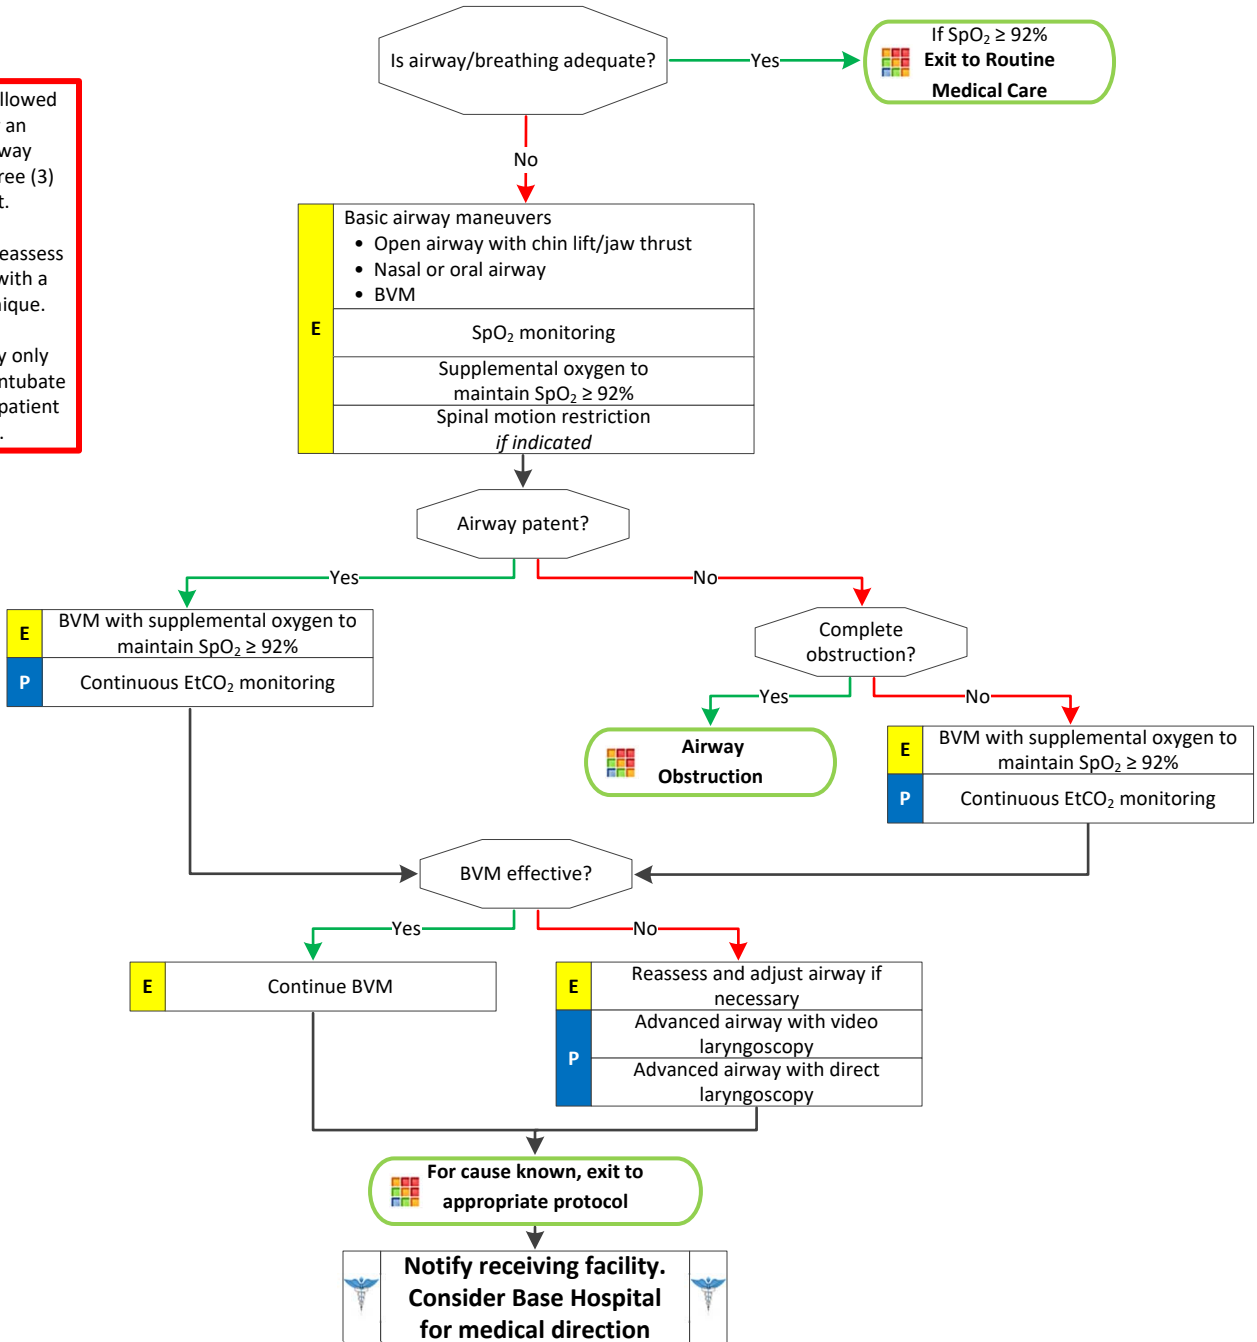 Is airway/breathing adequate?
Yes
If SpO₂ ≥ 92%
Exit to Routine
Medical Care
llowed
an
way
ree (3)
t.
eassess
with a
nique.
y only
ntubate
patient
.
No
E
Basic airway maneuvers
• Open airway with chin lift/jaw thrust
• Nasal or oral airway
• BVM
SpO₂ monitoring
Supplemental oxygen to
maintain SpO₂ ≥ 92%
Spinal motion restriction
if indicated
Airway patent?
Yes
No
E
BVM with supplemental oxygen to
maintain SpO₂ ≥ 92%
P
Continuous EtCO₂ monitoring
Complete
obstruction?
Yes
No
Airway
Obstruction
E
BVM with supplemental oxygen to
maintain SpO₂ ≥ 92%
P
Continuous EtCO₂ monitoring
BVM effective?
Yes
No
E
Continue BVM
E
Reassess and adjust airway if
necessary
P
Advanced airway with video
laryngoscopy
Advanced airway with direct
laryngoscopy
For cause known, exit to
appropriate protocol
Notify receiving facility.
Consider Base Hospital
for medical direction